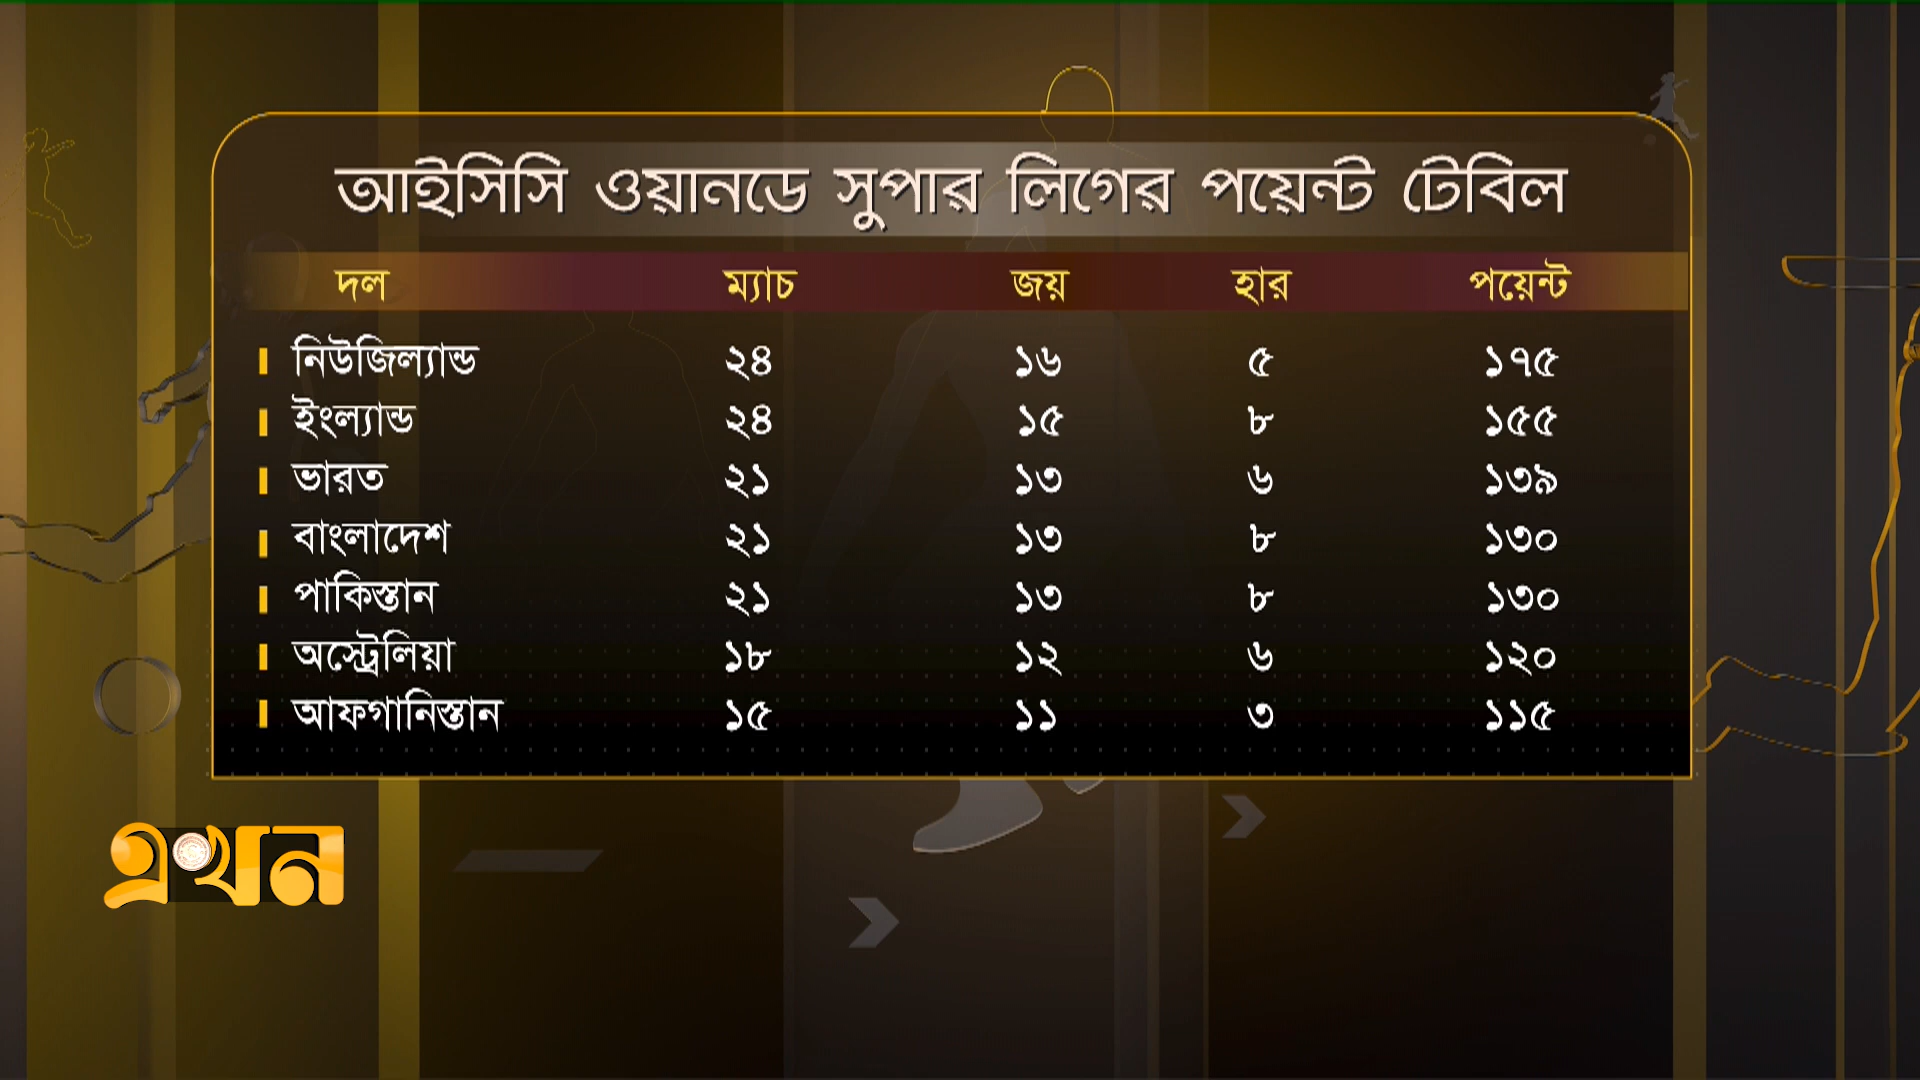 আইসিসি ওয়ানডে সুপার লিগের পয়েন্ট টেবিল
দল ম্যাচ জয় হার পয়েন্ট
নিউজিল্যান্ড ২৪ ১৬ ৫ ১৭৫
ইংল্যান্ড ২৪ ১৫ ৮ ১৫৫
ভারত ২১ ১৩ ৬ ১৩৯
বাংলাদেশ ২১ ১৩ ৮ ১৩০
পাকিস্তান ২১ ১৩ ৮ ১৩০
অস্ট্রেলিয়া ১৮ ১২ ৬ ১২০
আফগানিস্তান ১৫ ১১ ৩ ১১৫
এখন